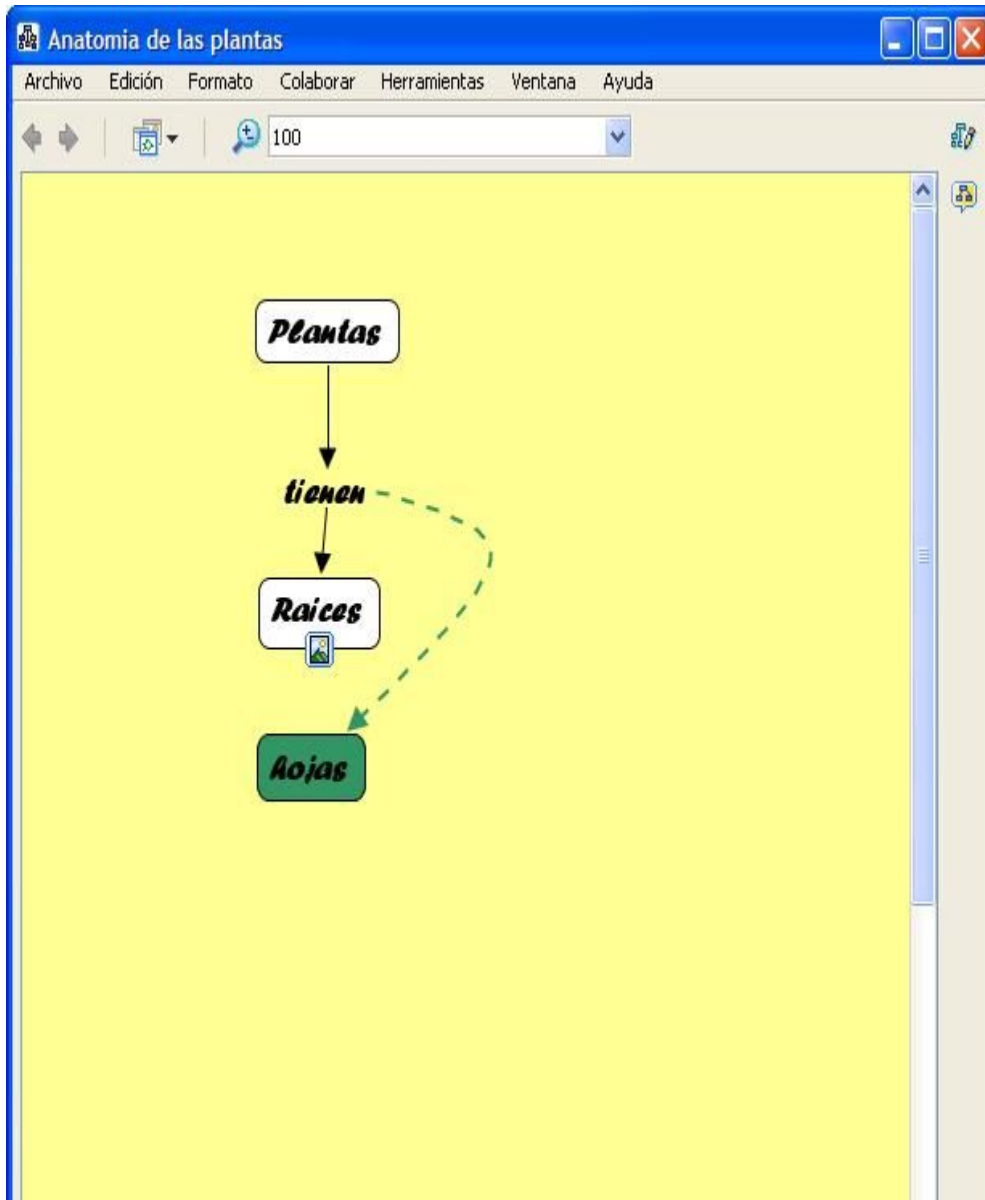 Anatomia de las plantas
Archivo Edición Formato Colaborar Herramientas Ventana Ayuda
100
Plantas
tienen
Raices
hojas